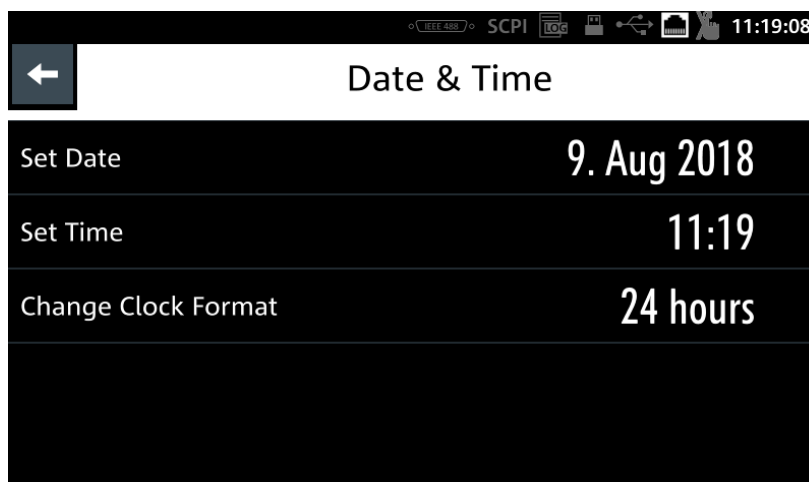 IEEE 488 SCPI LOG 11:19:08
Date & Time
Set Date 9. Aug 2018
Set Time 11:19
Change Clock Format 24 hours